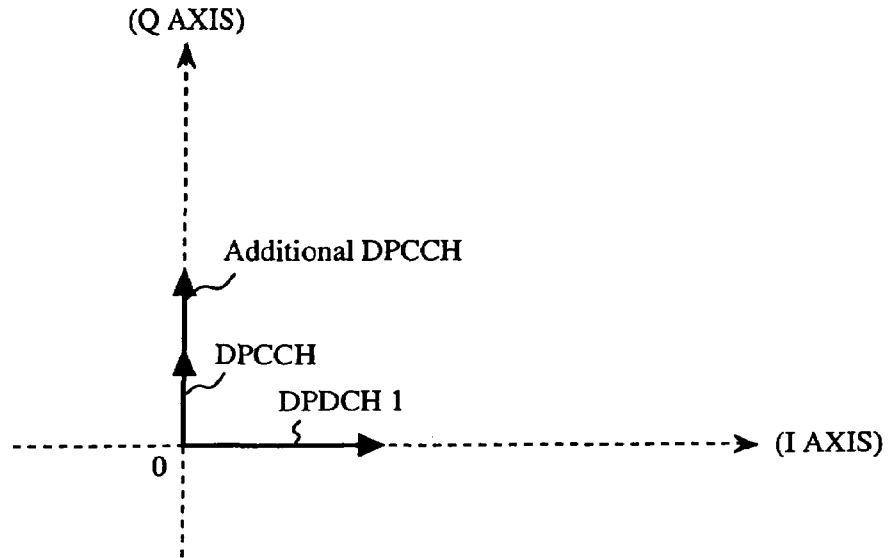 (Q AXIS)
Additional DPCCH
DPCCH
DPDCH 1
(I AXIS)
0